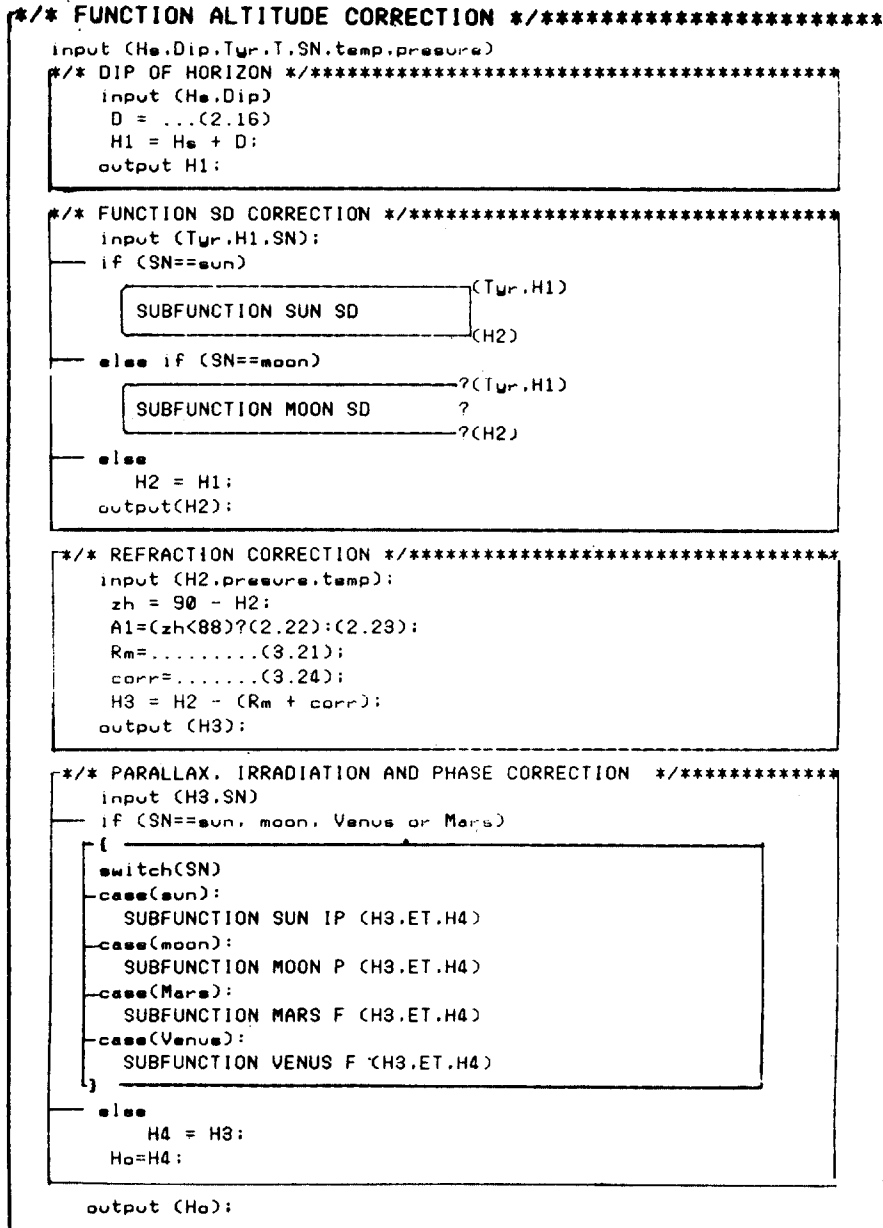 */* FUNCTION ALTITUDE CORRECTION */************************
input (Hs.Dip.Tyr.T.SN.temp.presure)
*/* DIP OF HORIZON */*******************************************
input (Hs.Dip)
D = ...(2.16)
H1 = Hs + D;
output H1;
*/* FUNCTION SD CORRECTION */***********************************
input (Tyr.H1.SN);
if (SN==sun)
(Tyr.H1)
SUBFUNCTION SUN SD
(H2)
else if (SN==moon)
?(Tyr.H1)
SUBFUNCTION MOON SD ?
?(H2)
else
H2 = H1;
output(H2);
*/* REFRACTION CORRECTION */***********************************
input (H2.presure.temp);
zh = 90 - H2;
A1=(zh<88)?(2.22):(2.23);
Rm=.........(3.21);
corr=.......(3.24);
H3 = H2 - (Rm + corr);
output (H3);
*/* PARALLAX. IRRADIATION AND PHASE CORRECTION */*************
input (H3.SN)
if (SN==sun. moon. Venus or Mars)
{
switch(SN)
case(sun):
SUBFUNCTION SUN IP (H3.ET.H4)
case(moon):
SUBFUNCTION MOON P (H3.ET.H4)
case(Mars):
SUBFUNCTION MARS F (H3.ET.H4)
case(Venus):
SUBFUNCTION VENUS F (H3.ET.H4)
}
else
H4 = H3;
Ho=H4;
output (Ho);